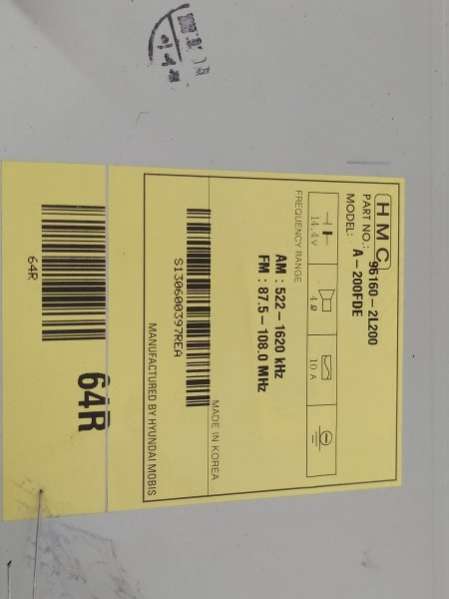 HMC
PART NO.: 96160-2L200
MODEL: A-200FDE
14.4V
4Ω
10A
FREQUENCY RANGE
AM : 522-1620 kHz
FM : 87.5-108.0 MHz
MADE IN KOREA
S130600397REA
MANUFACTURED BY HYUNDAI MOBIS
64R
64R